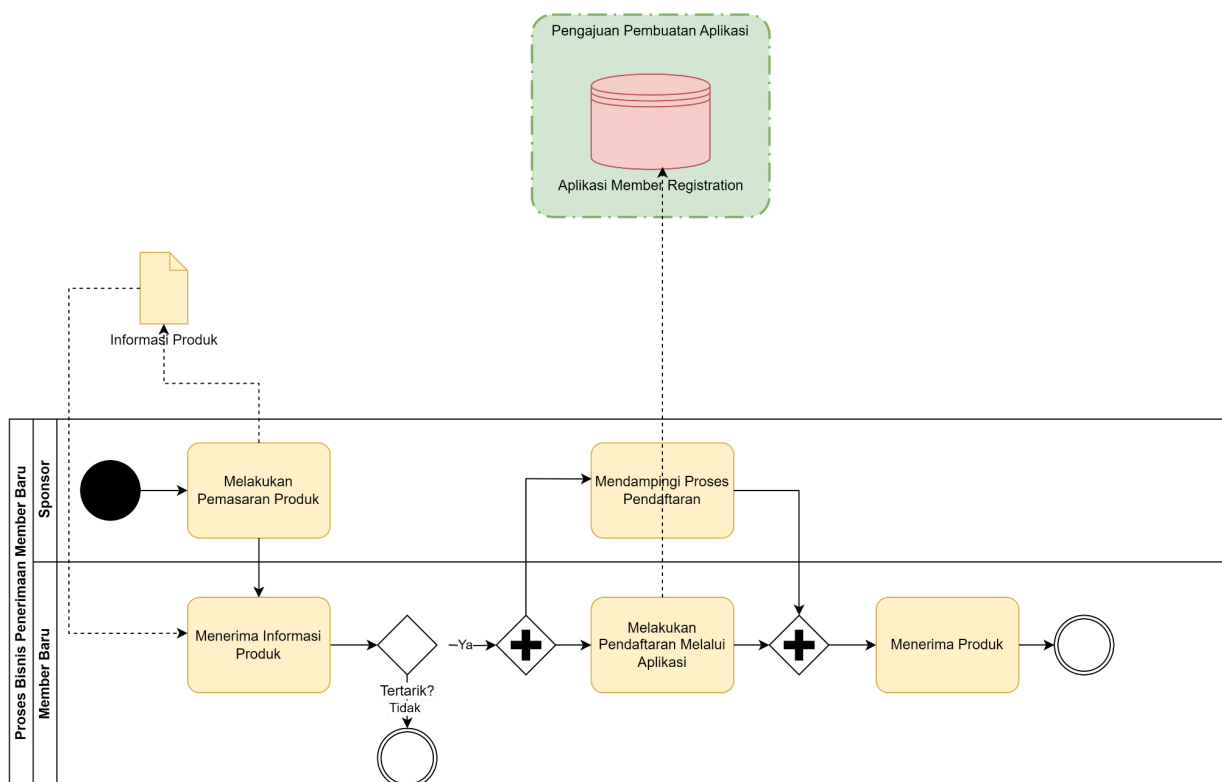 Pengajuan Pembuatan Aplikasi
Aplikasi Member Registration
Informasi Produk
Proses Bisnis Penerimaan Member Baru
Sponsor
Melakukan
Pemasaran Produk
Mendampingi Proses
Pendaftaran
Member Baru
Menerima Informasi
Produk
Tertarik?
Tidak
Ya
Melakukan
Pendaftaran Melalui
Aplikasi
Menerima Produk